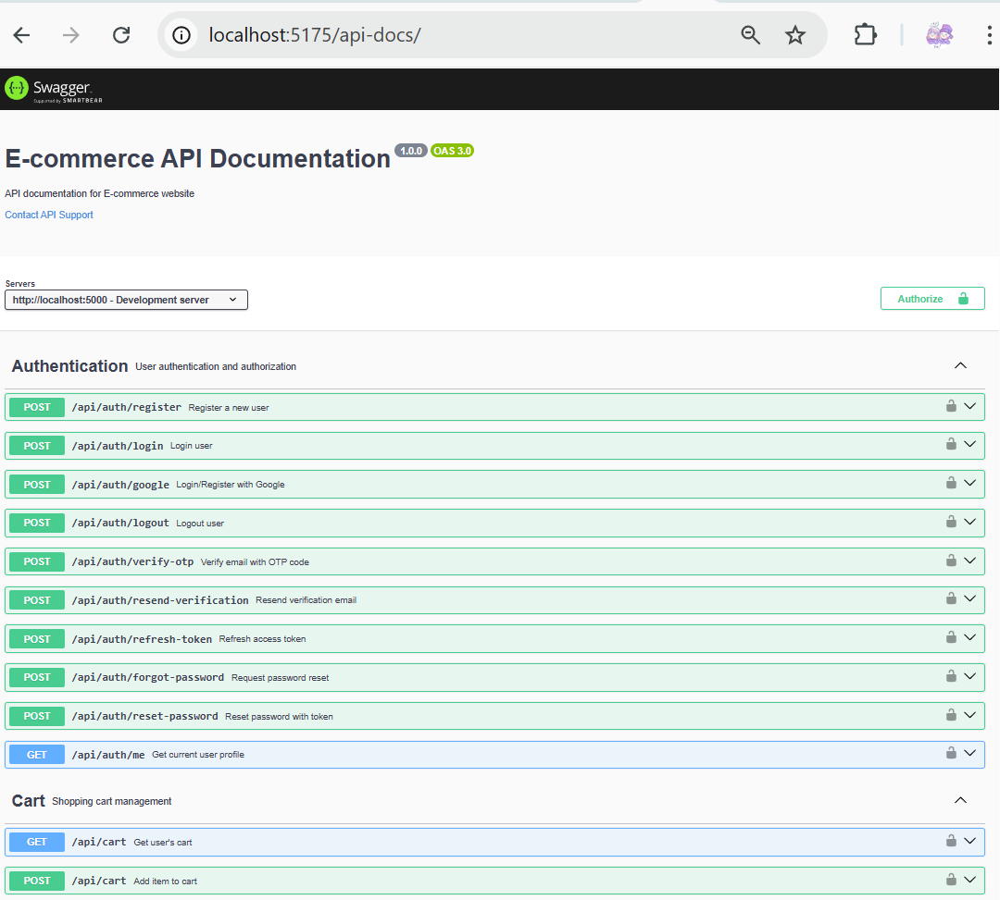 localhost:5175/api-docs/
Swagger.
Supported by SMARTBEAR
E-commerce API Documentation 1.0.0 OAS 3.0
API documentation for E-commerce website
Contact API Support
Servers
http://localhost:5000 - Development server
Authorize
Authentication User authentication and authorization
POST /api/auth/register Register a new user
POST /api/auth/login Login user
POST /api/auth/google Login/Register with Google
POST /api/auth/logout Logout user
POST /api/auth/verify-otp Verify email with OTP code
POST /api/auth/resend-verification Resend verification email
POST /api/auth/refresh-token Refresh access token
POST /api/auth/forgot-password Request password reset
POST /api/auth/reset-password Reset password with token
GET /api/auth/me Get current user profile
Cart Shopping cart management
GET /api/cart Get user's cart
POST /api/cart Add item to cart